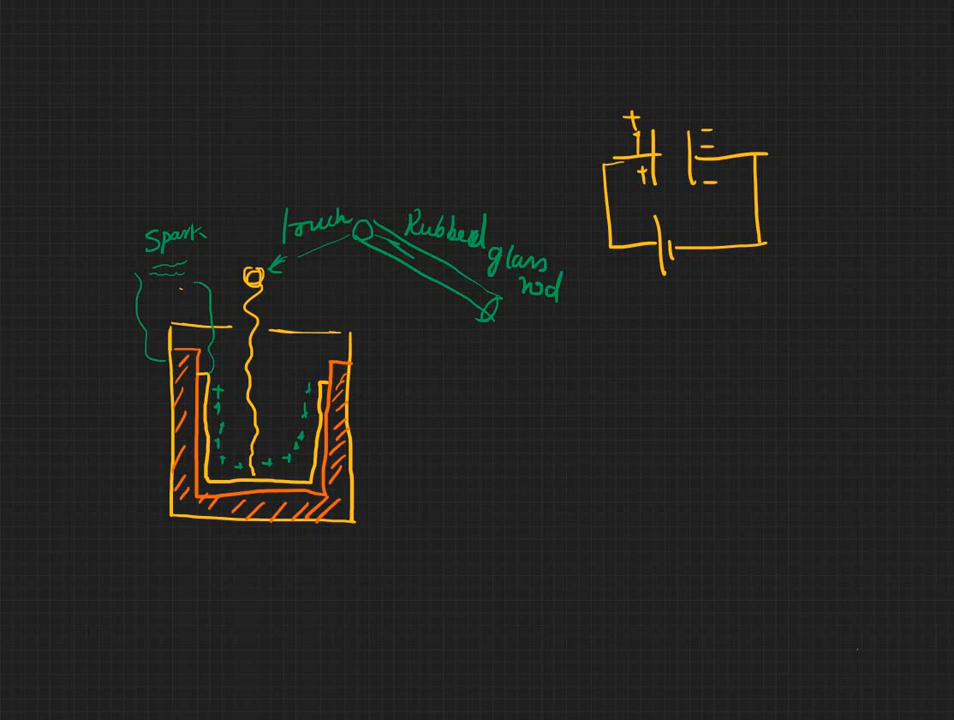 Spark
touch
Rubbed
glass
rod
+
+